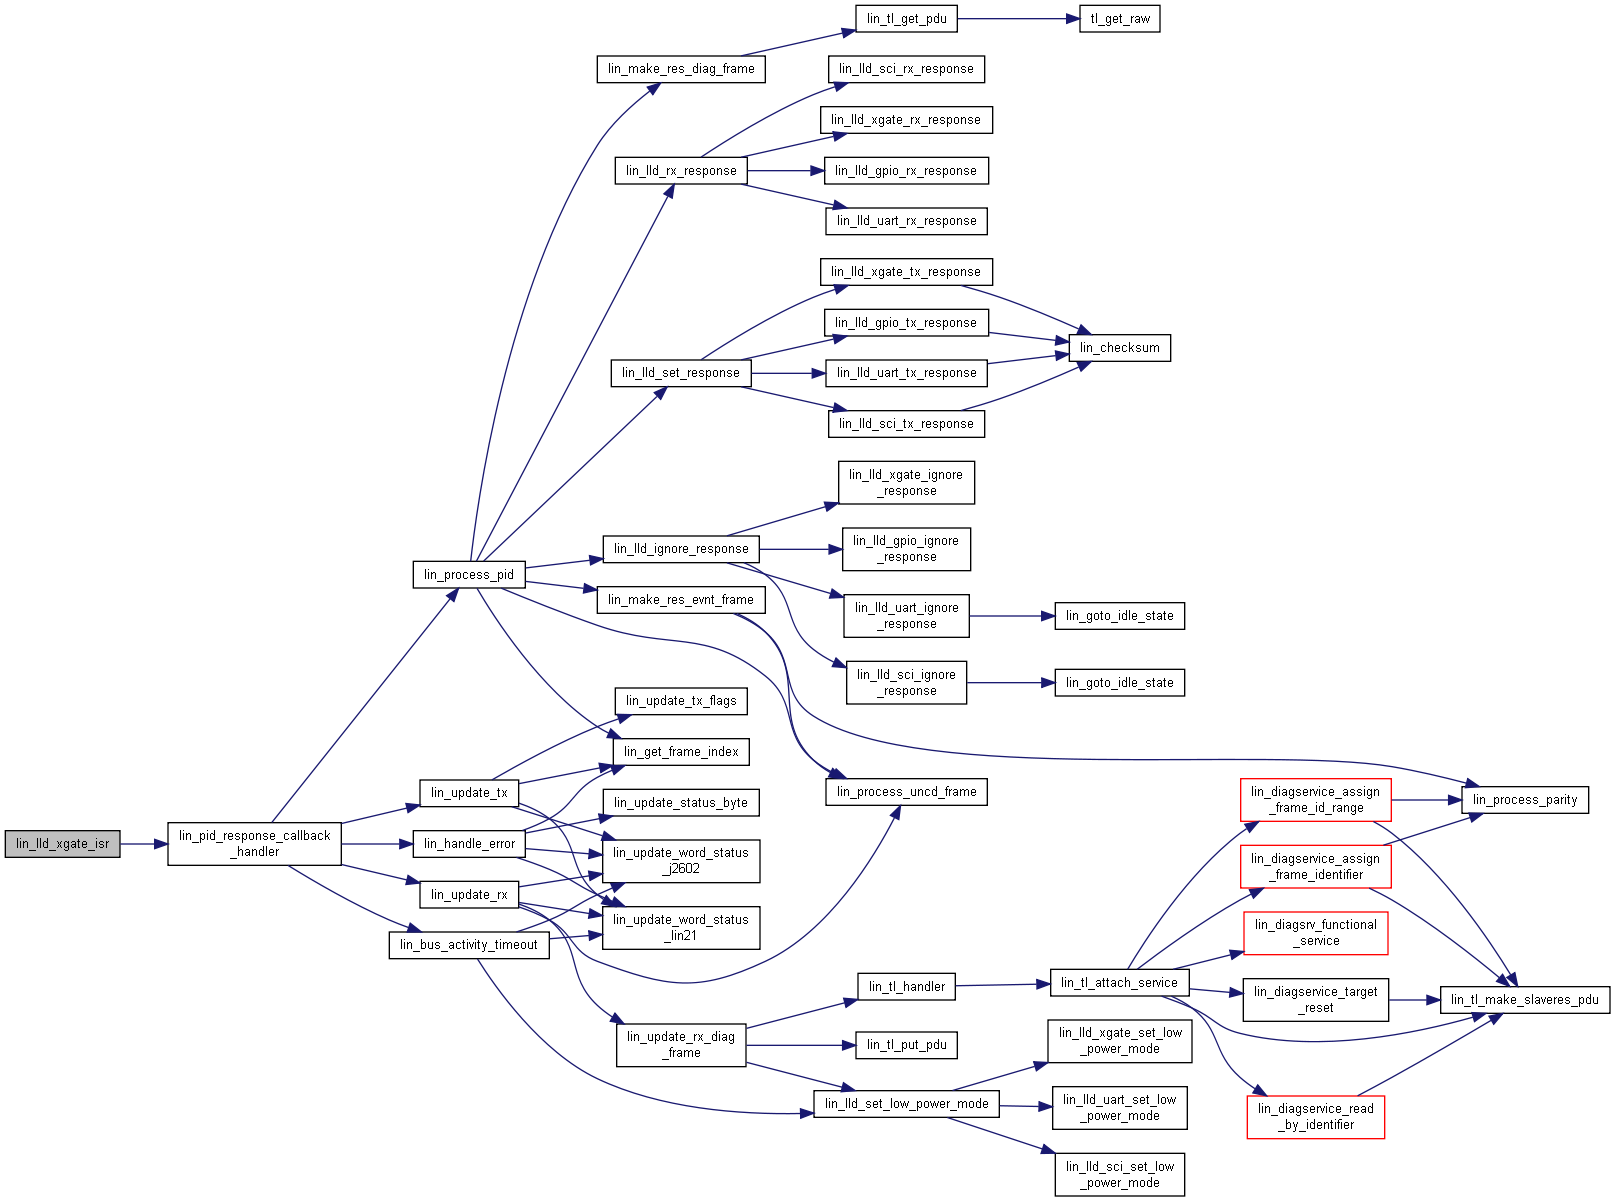 lin_tl_get_pdu
tl_get_raw
lin_make_res_diag_frame
lin_lld_sci_rx_response
lin_lld_xgate_rx_response
lin_lld_rx_response
lin_lld_gpio_rx_response
lin_lld_uart_rx_response
lin_lld_xgate_tx_response
lin_lld_gpio_tx_response
lin_checksum
lin_lld_set_response
lin_lld_uart_tx_response
lin_lld_sci_tx_response
lin_lld_xgate_ignore
_response
lin_lld_ignore_response
lin_lld_gpio_ignore
_response
lin_process_pid
lin_make_res_evnt_frame
lin_lld_uart_ignore
_response
lin_goto_idle_state
lin_lld_sci_ignore
_response
lin_goto_idle_state
lin_update_tx_flags
lin_get_frame_index
lin_update_tx
lin_process_uncd_frame
lin_diagservice_assign
_frame_id_range
lin_process_parity
lin_update_status_byte
lin_lld_xgate_isr
lin_pid_response_callback
_handler
lin_handle_error
lin_update_word_status
_j2602
lin_diagservice_assign
_frame_identifier
lin_update_rx
lin_update_word_status
_lin21
lin_diagsrv_functional
_service
lin_bus_activity_timeout
lin_tl_handler
lin_tl_attach_service
lin_diagservice_target
_reset
lin_tl_make_slaveres_pdu
lin_update_rx_diag
_frame
lin_tl_put_pdu
lin_lld_xgate_set_low
_power_mode
lin_lld_set_low_power_mode
lin_lld_uart_set_low
_power_mode
lin_diagservice_read
_by_identifier
lin_lld_sci_set_low
_power_mode